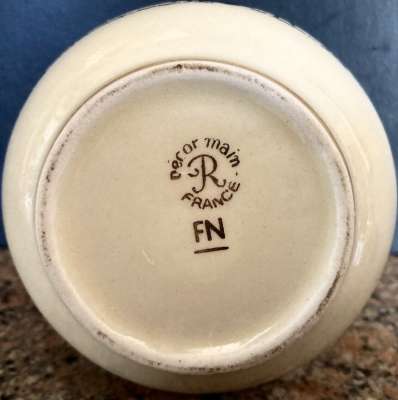 Décor main
R
FRANCE
FN